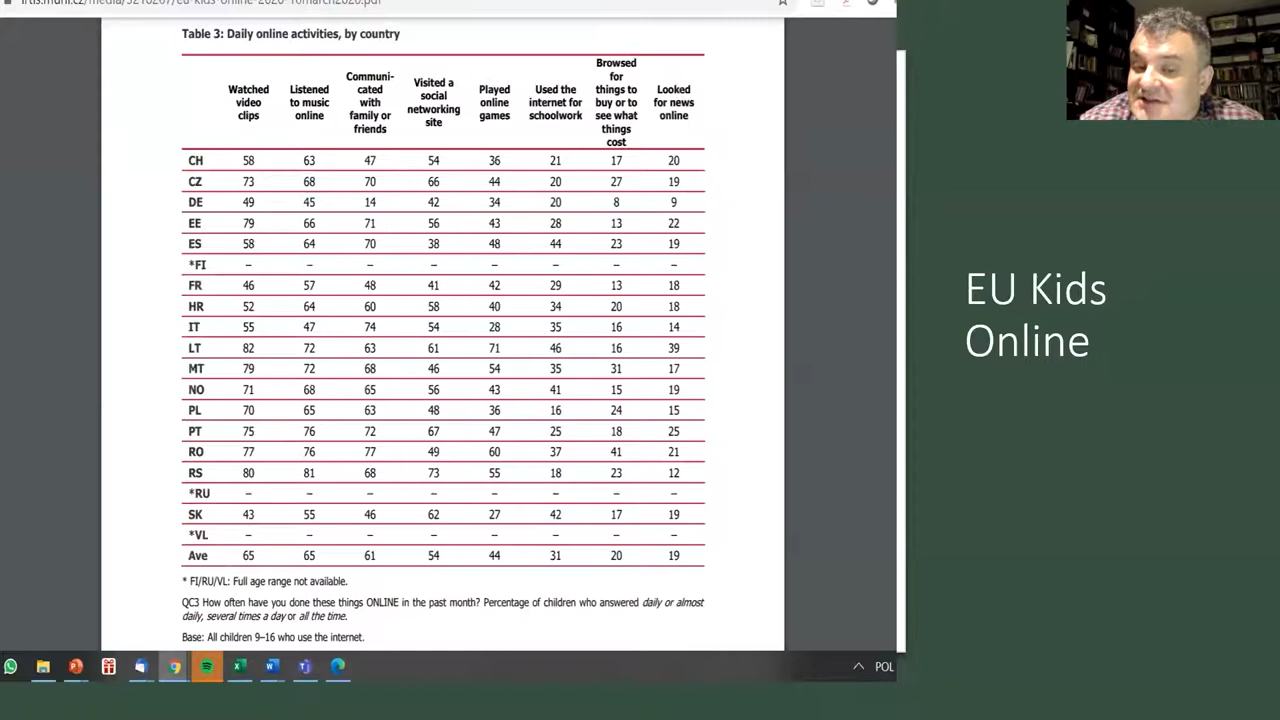 Table 3: Daily online activities, by country
Watched video clips
Listened to music online
Communi-cated with family or friends
Visited a social networking site
Played online games
Used the internet for schoolwork
Browsed for things to buy or to see what things cost
Looked for news online
CH 58 63 47 54 36 21 17 20
CZ 73 68 70 66 44 20 27 19
DE 49 45 14 42 34 20 8 9
EE 79 66 71 56 43 28 13 22
ES 58 64 70 38 48 44 23 19
*FI – – – – – – – –
FR 46 57 48 41 42 29 13 18
HR 52 64 60 58 40 34 20 18
IT 55 47 74 54 28 35 16 14
LT 82 72 63 61 71 46 16 39
MT 79 72 68 46 54 35 31 17
NO 71 68 65 56 43 41 15 19
PL 70 65 63 48 36 16 24 15
PT 75 76 72 67 47 25 18 25
RO 77 76 77 49 60 37 41 21
RS 80 81 68 73 55 18 23 12
*RU – – – – – – – –
SK 43 55 46 62 27 42 17 19
*VL – – – – – – – –
Ave 65 65 61 54 44 31 20 19
* FI/RU/VL: Full age range not available.
QC3 How often have you done these things ONLINE in the past month? Percentage of children who answered daily or almost
daily, several times a day or all the time.
Base: All children 9–16 who use the internet.
POL
EU Kids
Online